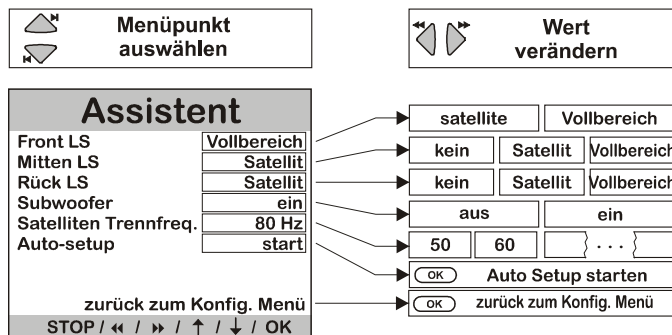 Menüpunkt
auswählen
Wert
verändern
Assistent
Front LS Vollbereich
Mitten LS Satellit
Rück LS Satellit
Subwoofer ein
Satelliten Trennfreq. 80 Hz
Auto-setup start
zurück zum Konfig. Menü
STOP / ◀◀ / ▶▶ / ↑ / ↓ / OK
satellite Vollbereich
kein Satellit Vollbereich
kein Satellit Vollbereich
aus ein
50 60 · · ·
OK Auto Setup starten
OK zurück zum Konfig. Menü